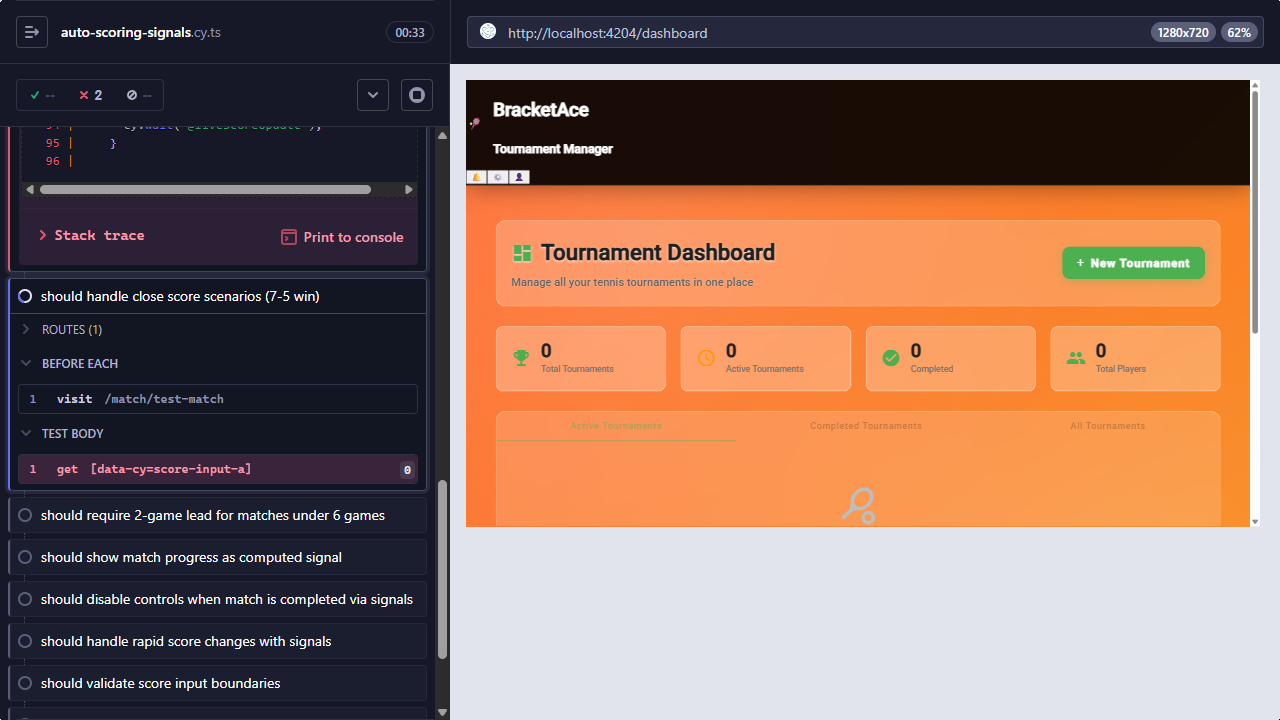 auto-scoring-signals.cy.ts
00:33
--
2
--
95 | }
96 |
Stack trace
Print to console
should handle close score scenarios (7-5 win)
ROUTES (1)
BEFORE EACH
1 visit /match/test-match
TEST BODY
1 get [data-cy=score-input-a] 0
should require 2-game lead for matches under 6 games
should show match progress as computed signal
should disable controls when match is completed via signals
should handle rapid score changes with signals
should validate score input boundaries
http://localhost:4204/dashboard
1280x720
62%
BracketAce
Tournament Manager
Tournament Dashboard
Manage all your tennis tournaments in one place
+ New Tournament
0
Total Tournaments
0
Active Tournaments
0
Completed
0
Total Players
Active Tournaments
Completed Tournaments
All Tournaments